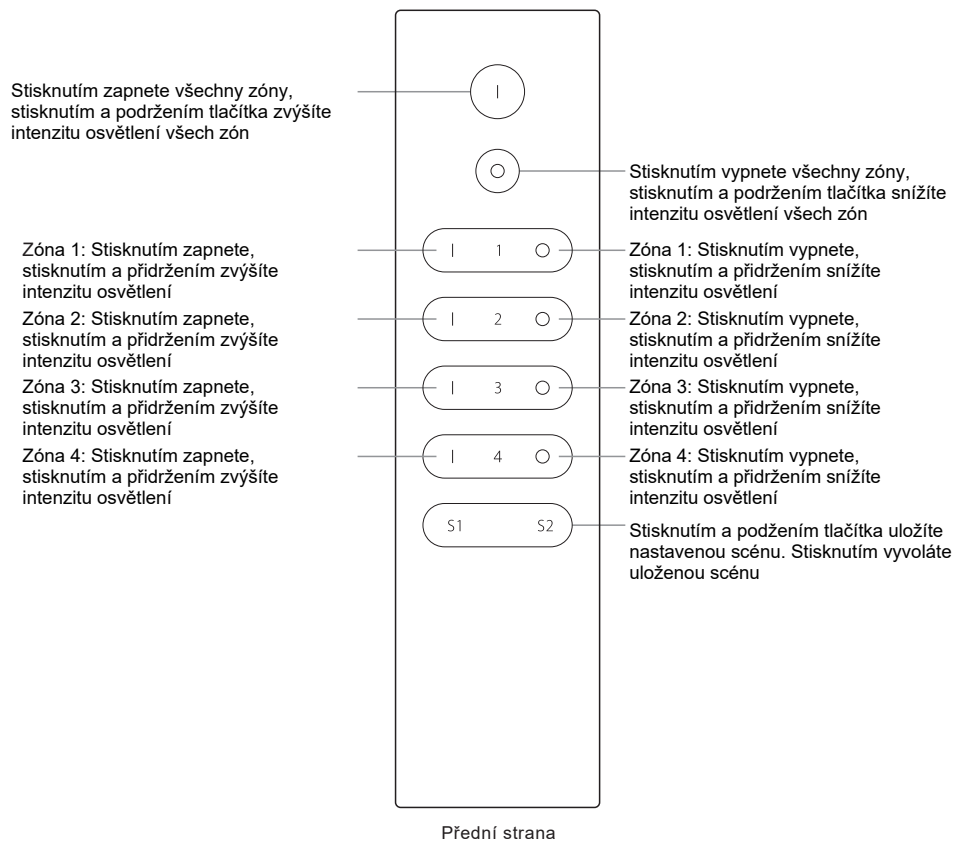 Stisknutím zapnete všechny zóny,
stisknutím a podržením tlačítka zvýšíte
intenzitu osvětlení všech zón
I
Stisknutím vypnete všechny zóny,
stisknutím a podržením tlačítka snížíte
intenzitu osvětlení všech zón
Zóna 1: Stisknutím zapnete,
stisknutím a přidržením zvýšíte
intenzitu osvětlení
I 1 O
Zóna 1: Stisknutím vypnete,
stisknutím a přidržením snížíte
intenzitu osvětlení
Zóna 2: Stisknutím zapnete,
stisknutím a přidržením zvýšíte
intenzitu osvětlení
I 2 O
Zóna 2: Stisknutím vypnete,
stisknutím a přidržením snížíte
intenzitu osvětlení
Zóna 3: Stisknutím zapnete,
stisknutím a přidržením zvýšíte
intenzitu osvětlení
I 3 O
Zóna 3: Stisknutím vypnete,
stisknutím a přidržením snížíte
intenzitu osvětlení
Zóna 4: Stisknutím zapnete,
stisknutím a přidržením zvýšíte
intenzitu osvětlení
I 4 O
Zóna 4: Stisknutím vypnete,
stisknutím a přidržením snížíte
intenzitu osvětlení
S1 S2
Stisknutím a podžením tlačítka uložíte
nastavenou scénu. Stisknutím vyvoláte
uloženou scénu
Přední strana